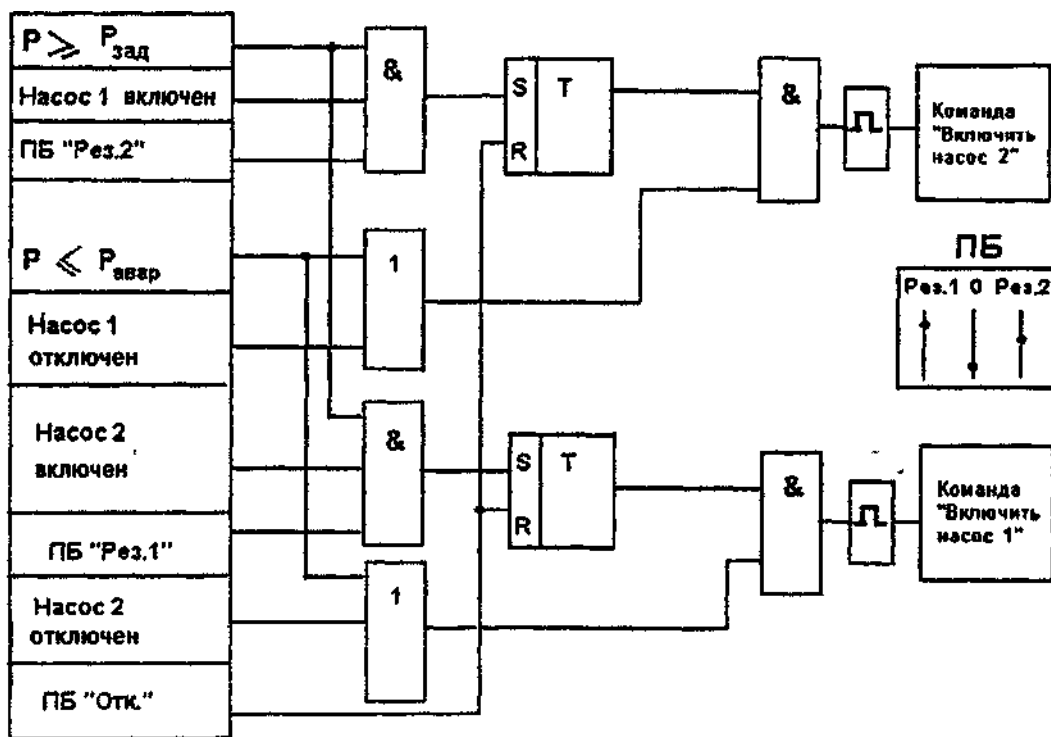 P ⩾ Pзад
Насос 1 включен
ПБ "Рез.2"
P ⩽ Pавар
Насос 1
отключен
Насос 2
включен
ПБ "Рез.1"
Насос 2
отключен
ПБ "Отк."
&
1
&
1
S T
R
S T
R
&
&
Команда
"Включить
насос 2"
ПБ
Рез.1 0 Рез.2
Команда
"Включить
насос 1"